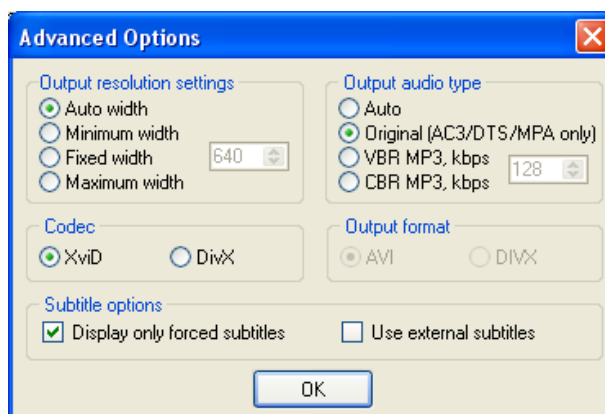 Advanced Options
Output resolution settings
Auto width
Minimum width
Fixed width
640
Maximum width
Output audio type
Auto
Original (AC3/DTS/MPA only)
VBR MP3, kbps
128
CBR MP3, kbps
Codec
XviD
DivX
Output format
AVI
DIVX
Subtitle options
Display only forced subtitles
Use external subtitles
OK